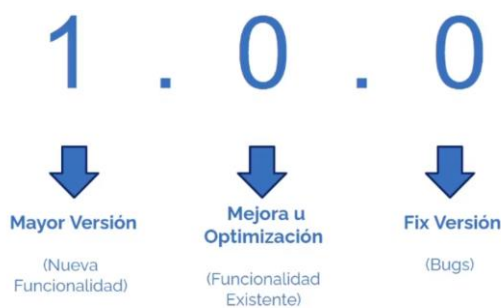 1 . 0 . 0
Mayor Versión
(Nueva
Funcionalidad)
Mejora u
Optimización
(Funcionalidad
Existente)
Fix Versión
(Bugs)